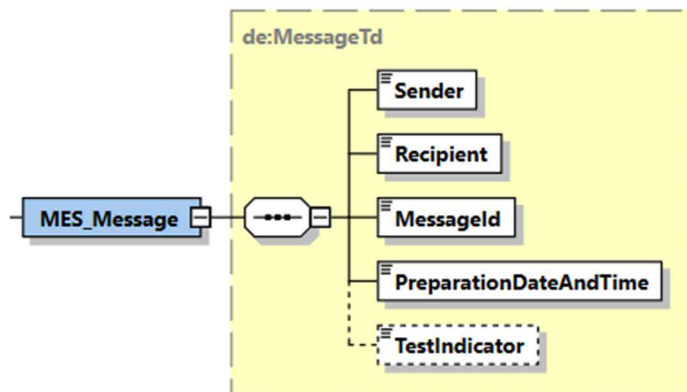 de:MessageTd
Sender
Recipient
MES_Message
MessageId
PreparationDateAndTime
TestIndicator